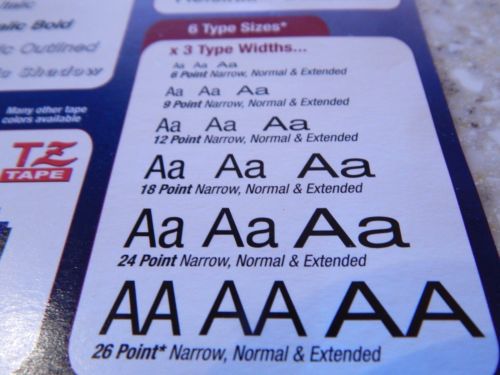 Italic
Italic Bold
Outlined
Shadow
Many other tape
colors available
TZ
TAPE
6 Type Sizes*
x 3 Type Widths...
Aa Aa Aa
6 Point Narrow, Normal & Extended
Aa Aa Aa
9 Point Narrow, Normal & Extended
Aa Aa Aa
12 Point Narrow, Normal & Extended
Aa Aa Aa
18 Point Narrow, Normal & Extended
Aa Aa Aa
24 Point Narrow, Normal & Extended
AA AA AA
26 Point* Narrow, Normal & Extended